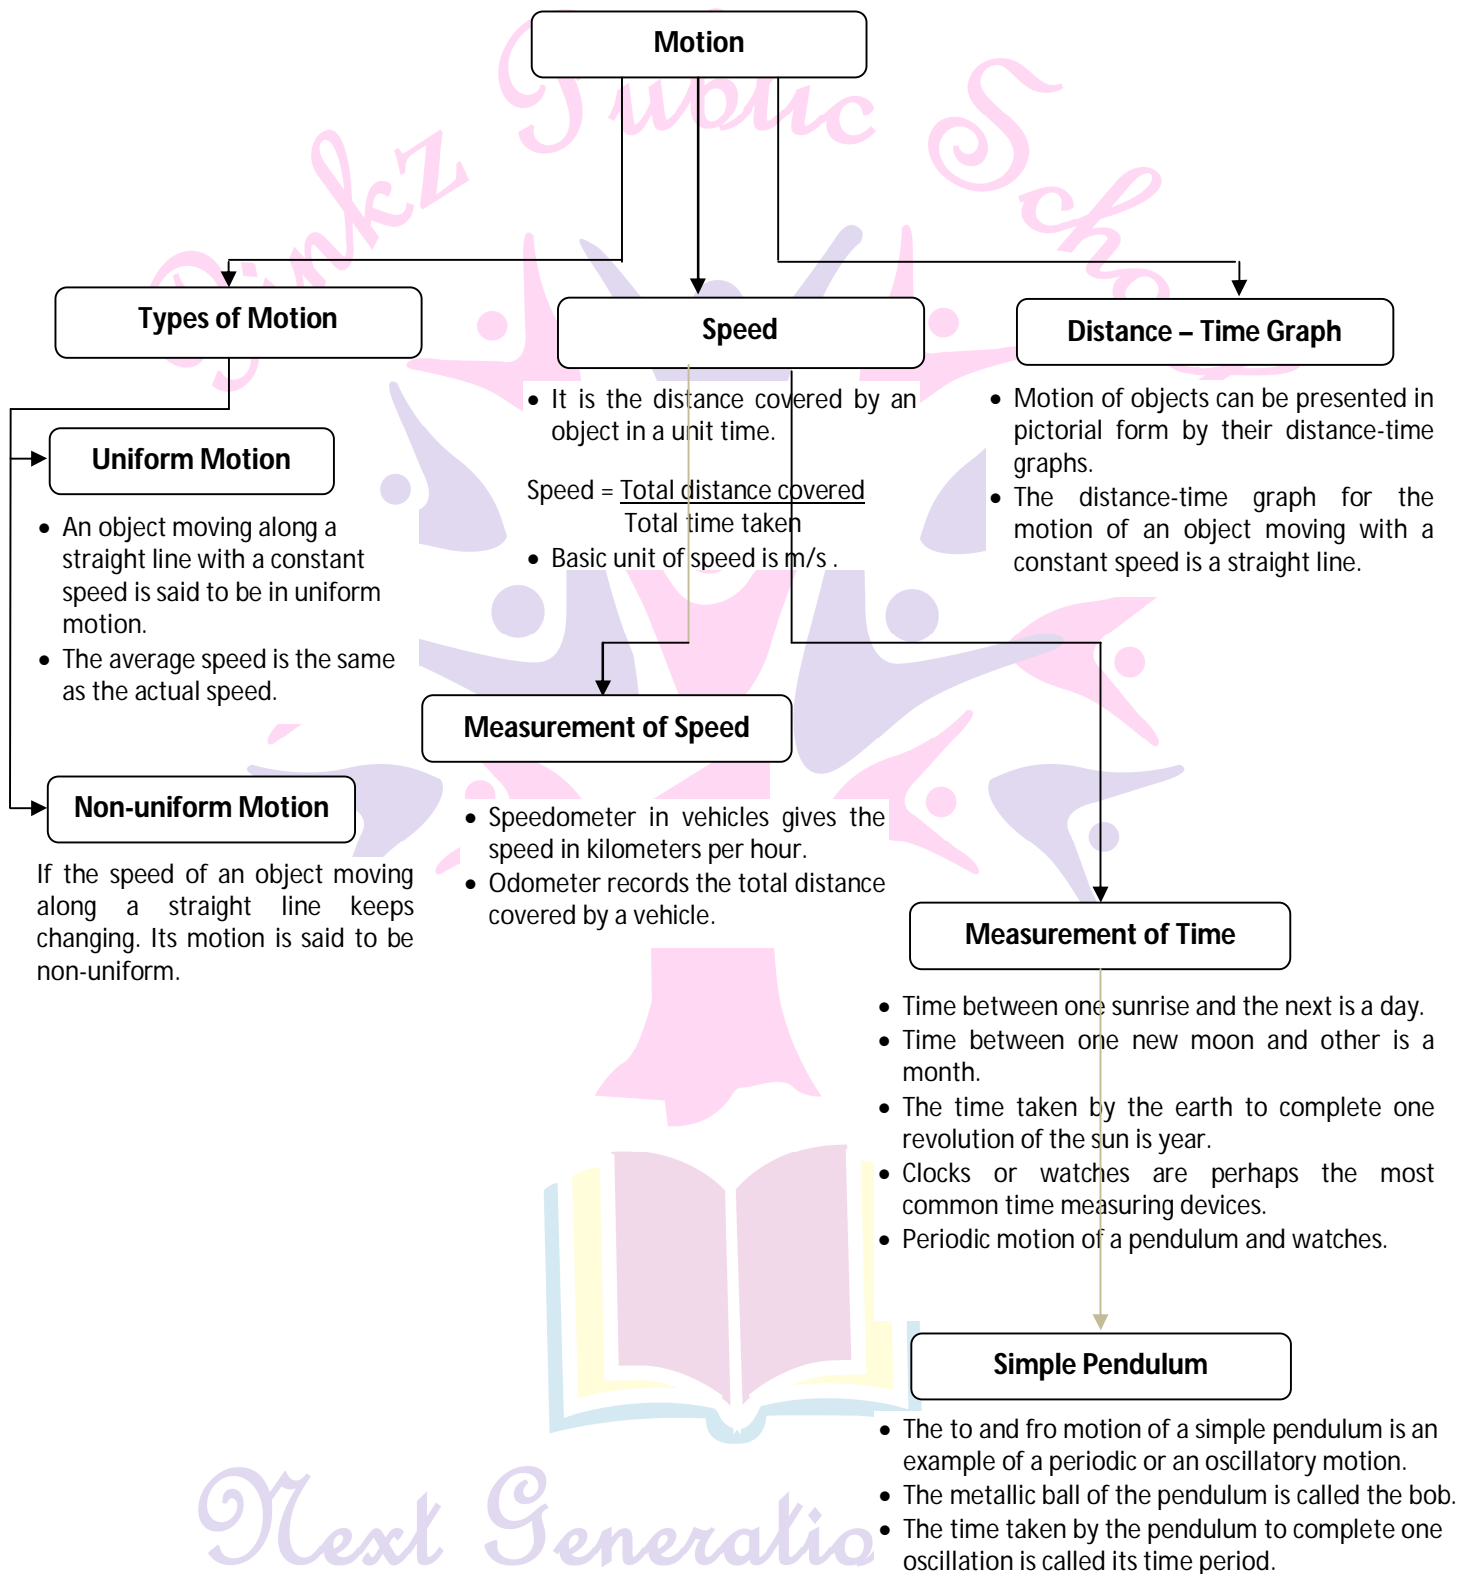 Motion
Pinkz Public School
Types of Motion
Uniform Motion
• An object moving along a
straight line with a constant
speed is said to be in uniform
motion.
• The average speed is the same
as the actual speed.
Non-uniform Motion
If the speed of an object moving
along a straight line keeps
changing. Its motion is said to be
non-uniform.
Speed
• It is the distance covered by an
object in a unit time.
Speed = Total distance covered
Total time taken
• Basic unit of speed is m/s .
Measurement of Speed
• Speedometer in vehicles gives the
speed in kilometers per hour.
• Odometer records the total distance
covered by a vehicle.
Distance – Time Graph
• Motion of objects can be presented in
pictorial form by their distance-time
graphs.
• The distance-time graph for the
motion of an object moving with a
constant speed is a straight line.
Measurement of Time
• Time between one sunrise and the next is a day.
• Time between one new moon and other is a
month.
• The time taken by the earth to complete one
revolution of the sun is year.
• Clocks or watches are perhaps the most
common time measuring devices.
• Periodic motion of a pendulum and watches.
Simple Pendulum
• The to and fro motion of a simple pendulum is an
example of a periodic or an oscillatory motion.
• The metallic ball of the pendulum is called the bob.
• The time taken by the pendulum to complete one
oscillation is called its time period.
Next Generatio